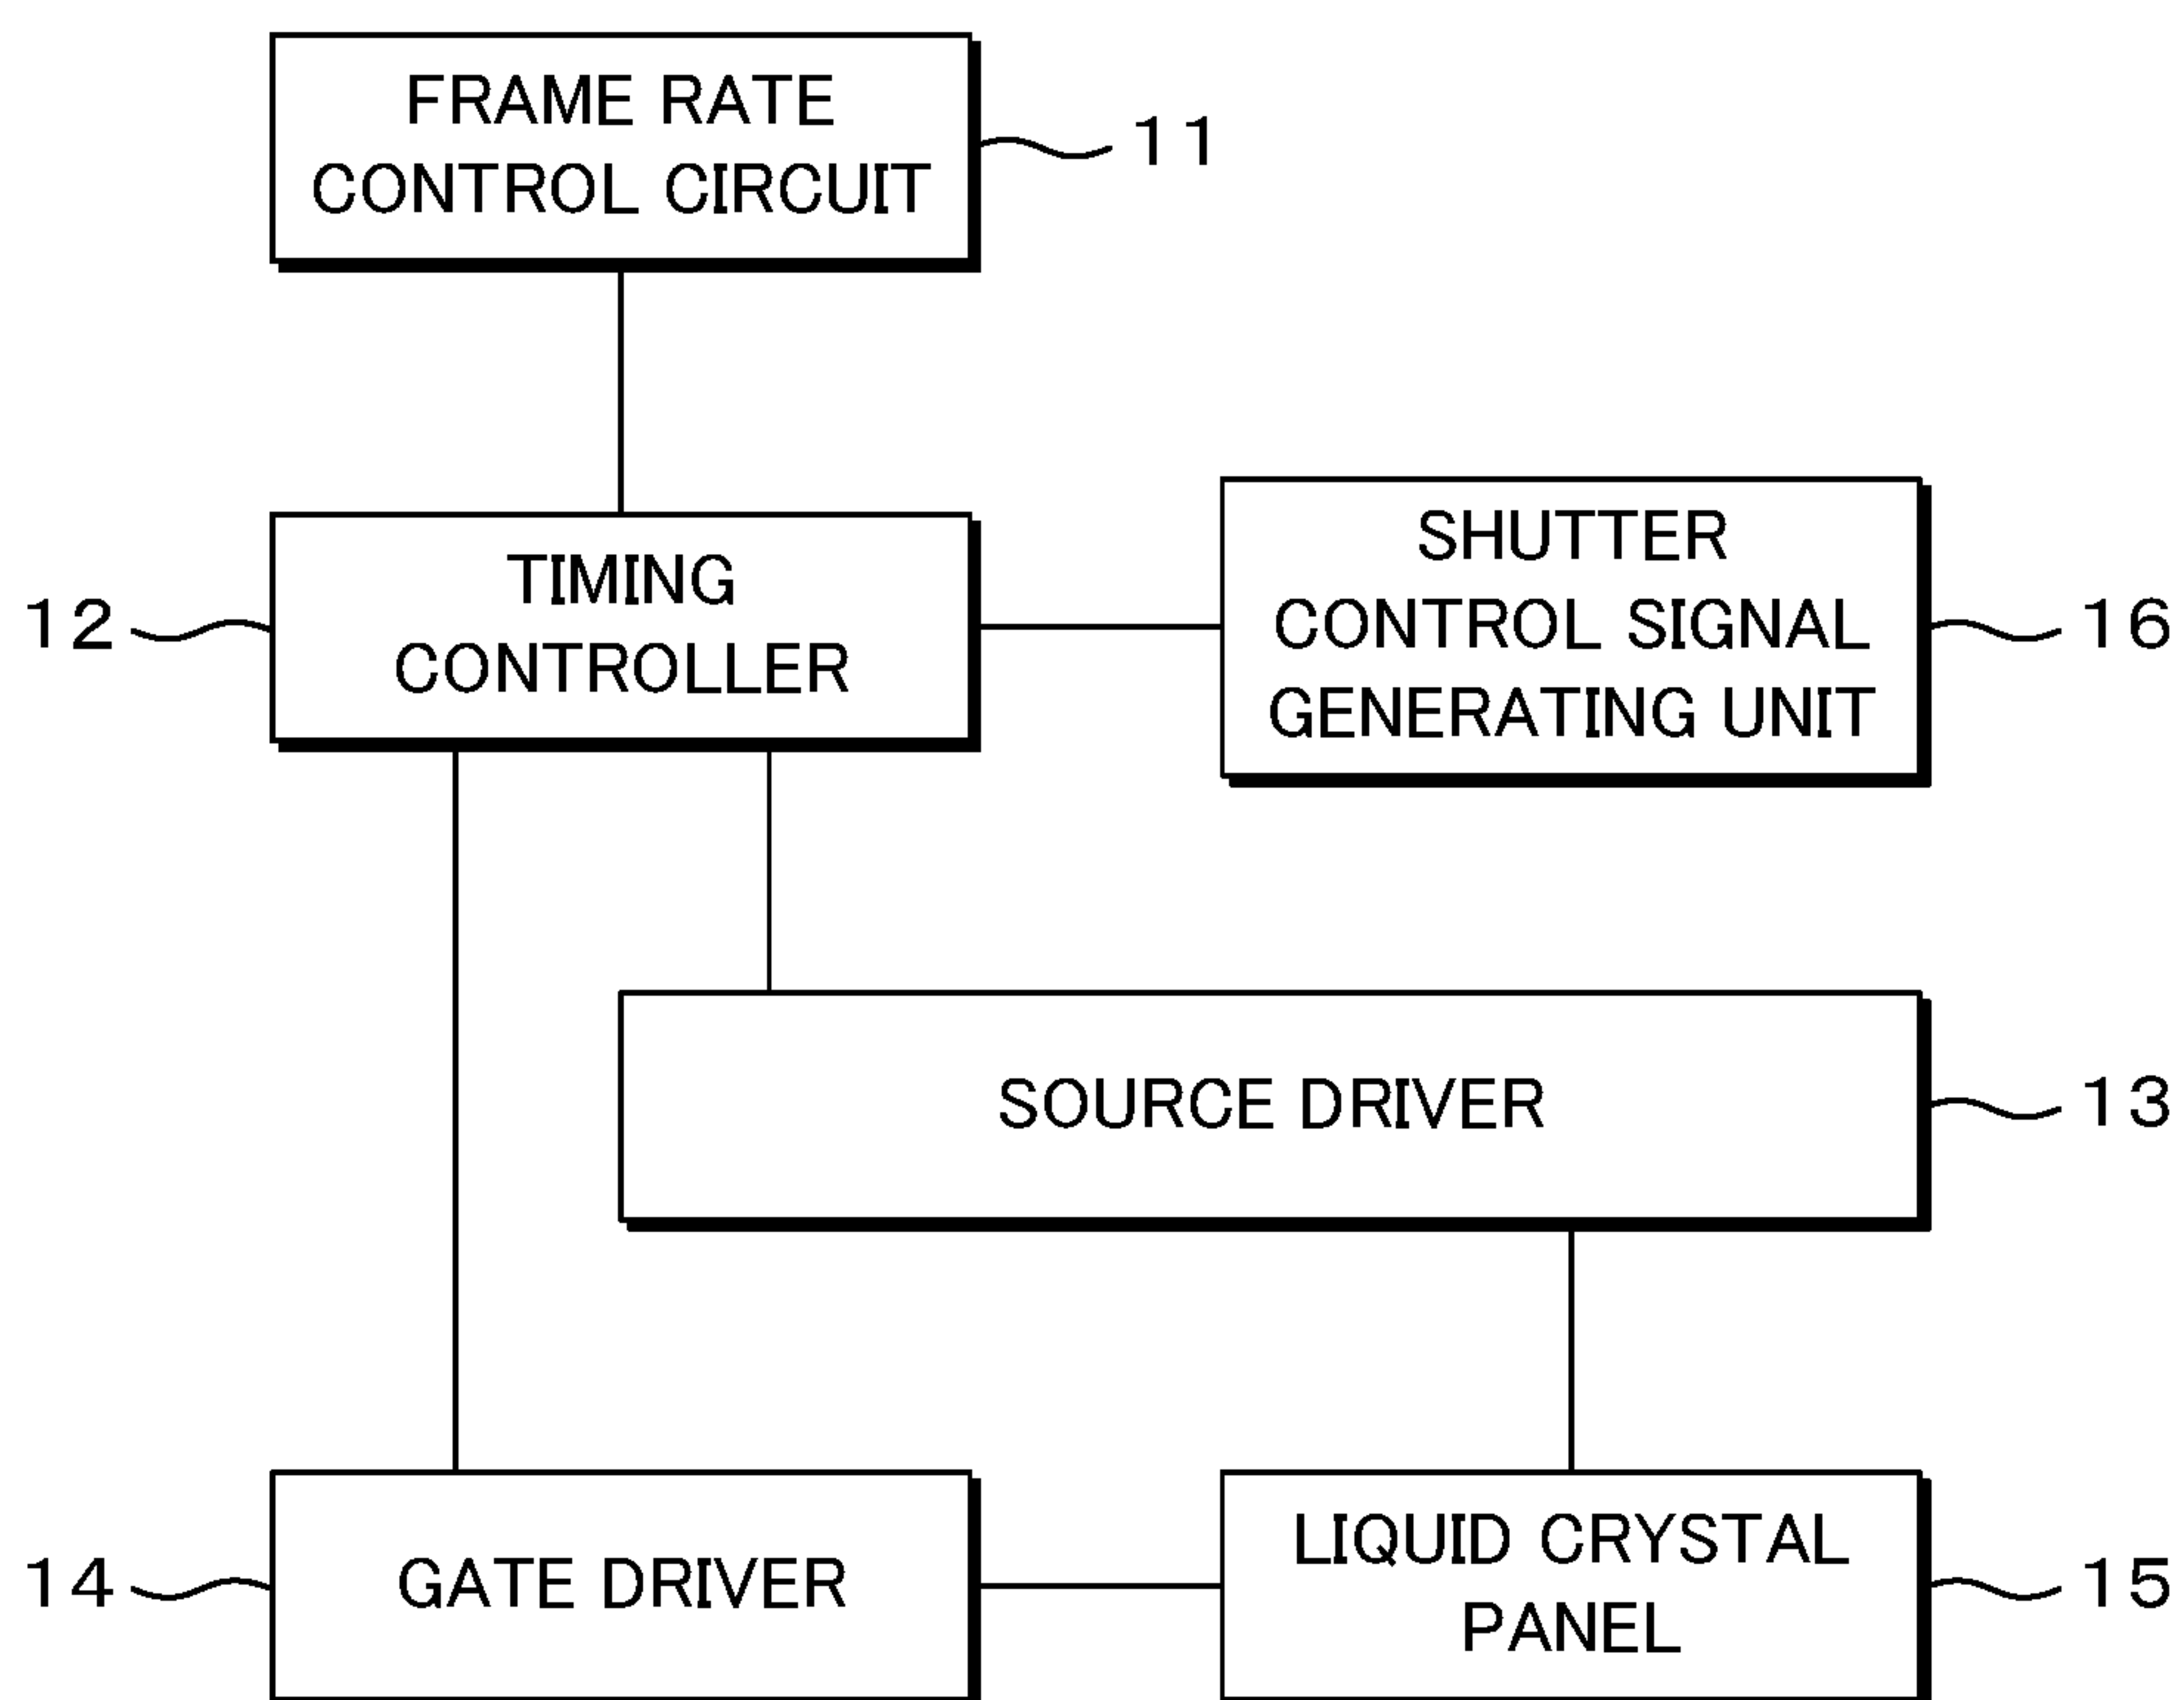 FRAME RATE
CONTROL CIRCUIT
11
TIMING
CONTROLLER
12
SHUTTER
CONTROL SIGNAL
GENERATING UNIT
16
SOURCE DRIVER
13
GATE DRIVER
14
LIQUID CRYSTAL
PANEL
15